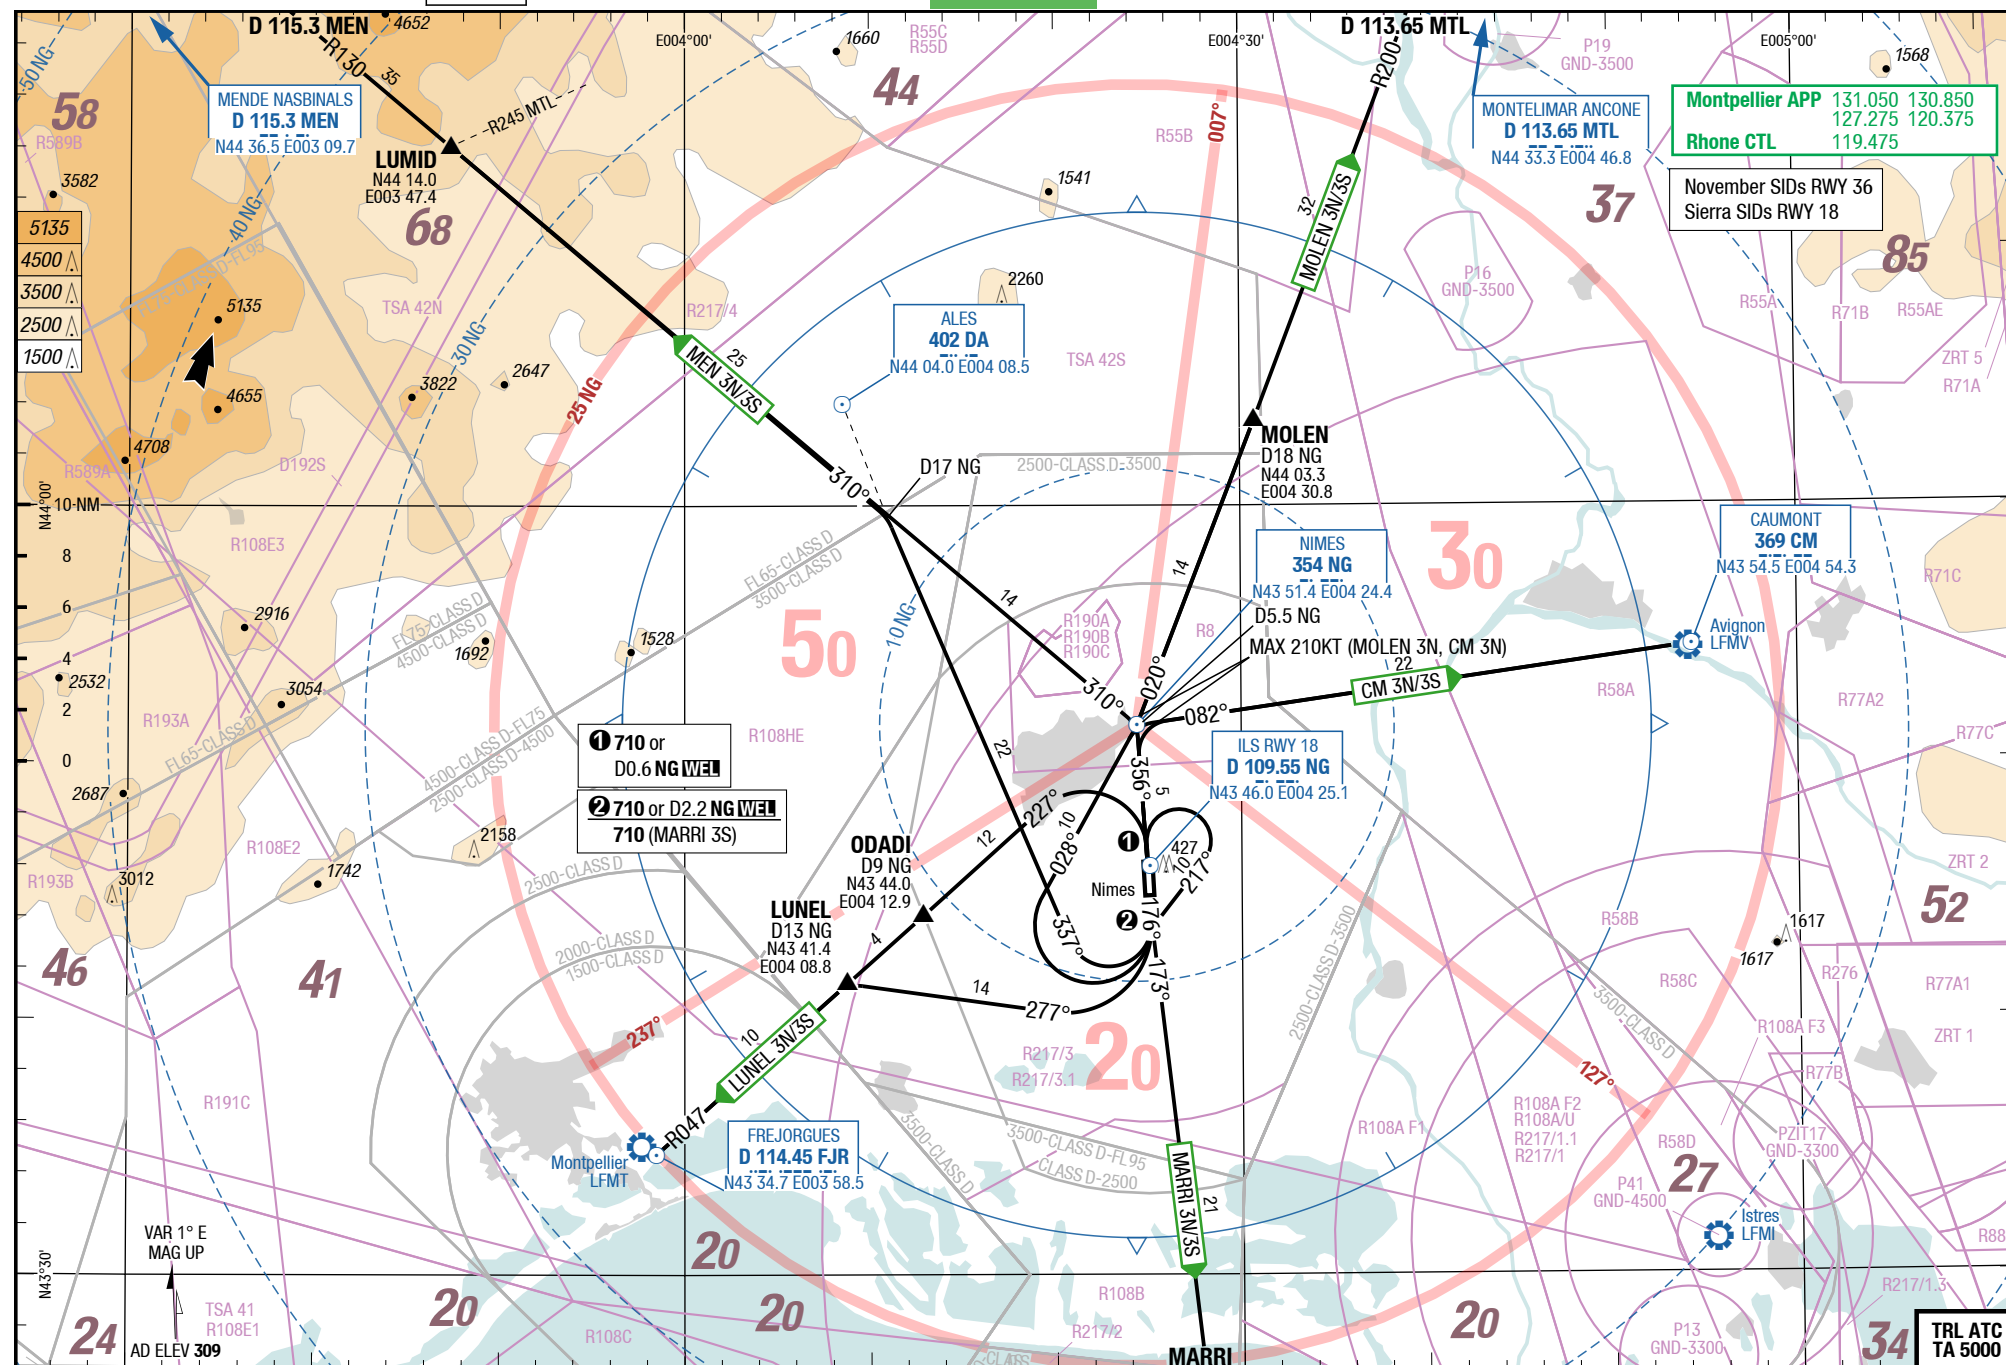 D 115.3 MEN
4652
R130
35
50 NG
58
R589B
3582
MENDE NASBINALS
D 115.3 MEN
N44 36.5 E003 09.7
R245 MTL
LUMID
N44 14.0
E003 47.4
68
E004°00'
1660
R55C
R55D
44
E004°30'
007°
R55B
D 113.65 MTL
R200
P19
GND-3500
E005°00'
1568
MONTELIMAR ANCONE
D 113.65 MTL
N44 33.3 E004 46.8
Montpellier APP 131.050 130.850
127.275 120.375
Rhone CTL 119.475
November SIDs RWY 36
Sierra SIDs RWY 18
37
85
1541
32
MOLEN 3N/3S
P16
GND-3500
R55A
R71B
R55AE
ZRT 5
R71A
5135
4500
3500
2500
1500
40 NG
FL75-CLASS D-FL95
5135
4655
4708
TSA 42N
30 NG
3822
2647
25 NG
R217/4
25
MEN 3N/3S
ALES
402 DA
N44 04.0 E004 08.5
2260
TSA 42S
MOLEN
D18 NG
N44 03.3
E004 30.8
R589A
D192S
310°
D17 NG
2500-CLASS D-3500
N44°00'
10-NM
8
6
4
2
0
R108E3
FL65-CLASS D
3500-CLASS D
10 NG
14
14
NIMES
354 NG
N43 51.4 E004 24.4
30
CAUMONT
369 CM
N43 54.5 E004 54.3
R71C
2916
FL75-CLASS D
4500-CLASS D
1692
1528
50
R190A
R190B
R190C
R8
D5.5 NG
MAX 210KT (MOLEN 3N, CM 3N)
Avignon
LFMV
2532
3054
R193A
FL65-CLASS D
4500-CLASS D-FL75
2500-CLASS D-4500
R108HE
310°
020°
082°
22
CM 3N/3S
R58A
R77A2
R77C
2687
1 710 or
D0.6 NG WEL
2 710 or D2.2 NG WEL
710 (MARRI 3S)
22
356°
5
ILS RWY 18
D 109.55 NG
N43 46.0 E004 25.1
R108E2
2158
227°
12
10
028°
1
427
10
217°
ODADI
D9 NG
N43 44.0
E004 12.9
R193B
3012
1742
2500-CLASS D
Nimes
2
176°
ZRT 2
52
LUNEL
D13 NG
N43 41.4
E004 08.8
4
337°
173°
2500-CLASS D-3500
R58B
1617
1617
46
41
2000-CLASS D
1500-CLASS D
14
277°
R58C
R276
R77A1
237°
10
LUNEL 3N/3S
R217/3
R217/3.1
20
3500-CLASS D
127°
R108A F3
ZRT 1
R77B
R191C
R047
Montpellier
LFMT
FREJORGUES
D 114.45 FJR
N43 34.7 E003 58.5
3500-CLASS D
3500-CLASS D-FL95
CLASS D-2500
MARRI 3N/3S
21
R108A F1
R108A F2
R108A/U
R217/1.1
R217/1
R58D
PZIT17
GND-3300
P41
GND-4500
27
Istres
LFMI
R88
VAR 1° E
MAG UP
N43°30'
20
R217/1.3
TSA 41
R108E1
24
AD ELEV 309
20
R108C
20
R108B
R217/2
CLASS
MARRI
20
P13
GND-3300
34
TRL ATC
TA 5000